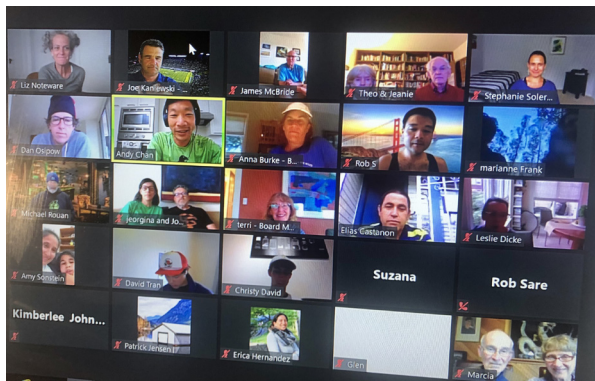 Liz Noteware
Joe Kaniewski
James McBride
Theo & Jeanie
Stephanie Soler...
Dan Osipow
Andy Chan
Anna Burke - B...
Rob S
marianne Frank
Michael Rouan
jeorgina and Jo...
terri - Board M...
Elias Castanon
Leslie Dicke
Amy Sonstein
David Tran
Christy David
Suzana
Rob Sare
Kimberlee John...
Patrick Jensen
Erica Hernandez
Glen
Marcia